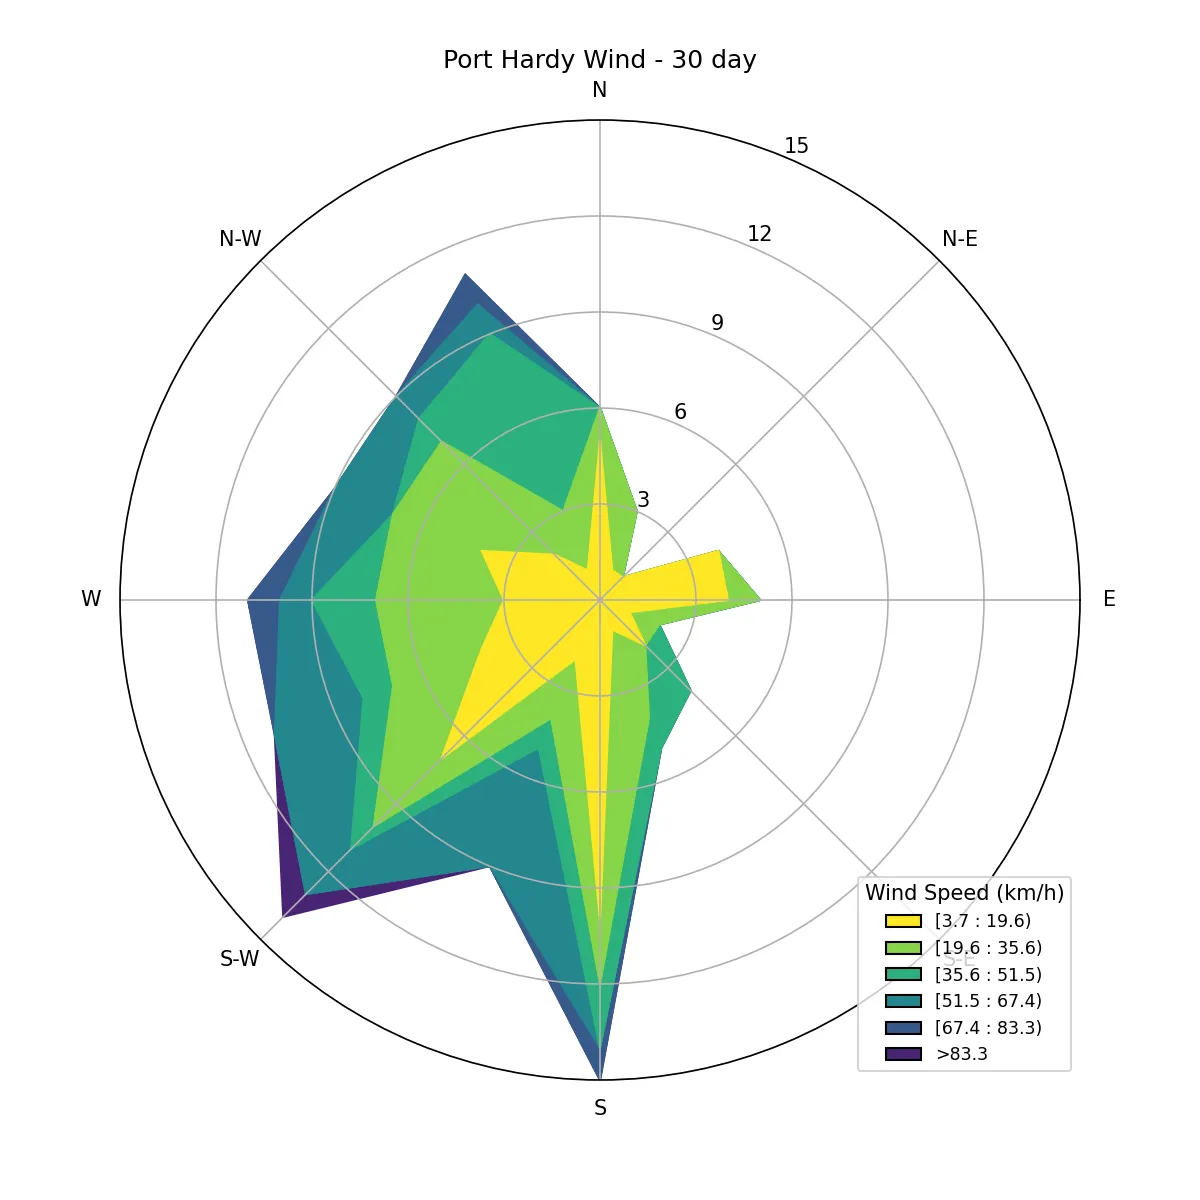 Port Hardy Wind - 30 day
N
15
N-W
12
N-E
9
6
3
W
E
S-W
S-E
Wind Speed (km/h)
[3.7 : 19.6)
[19.6 : 35.6)
[35.6 : 51.5)
[51.5 : 67.4)
[67.4 : 83.3)
>83.3
S